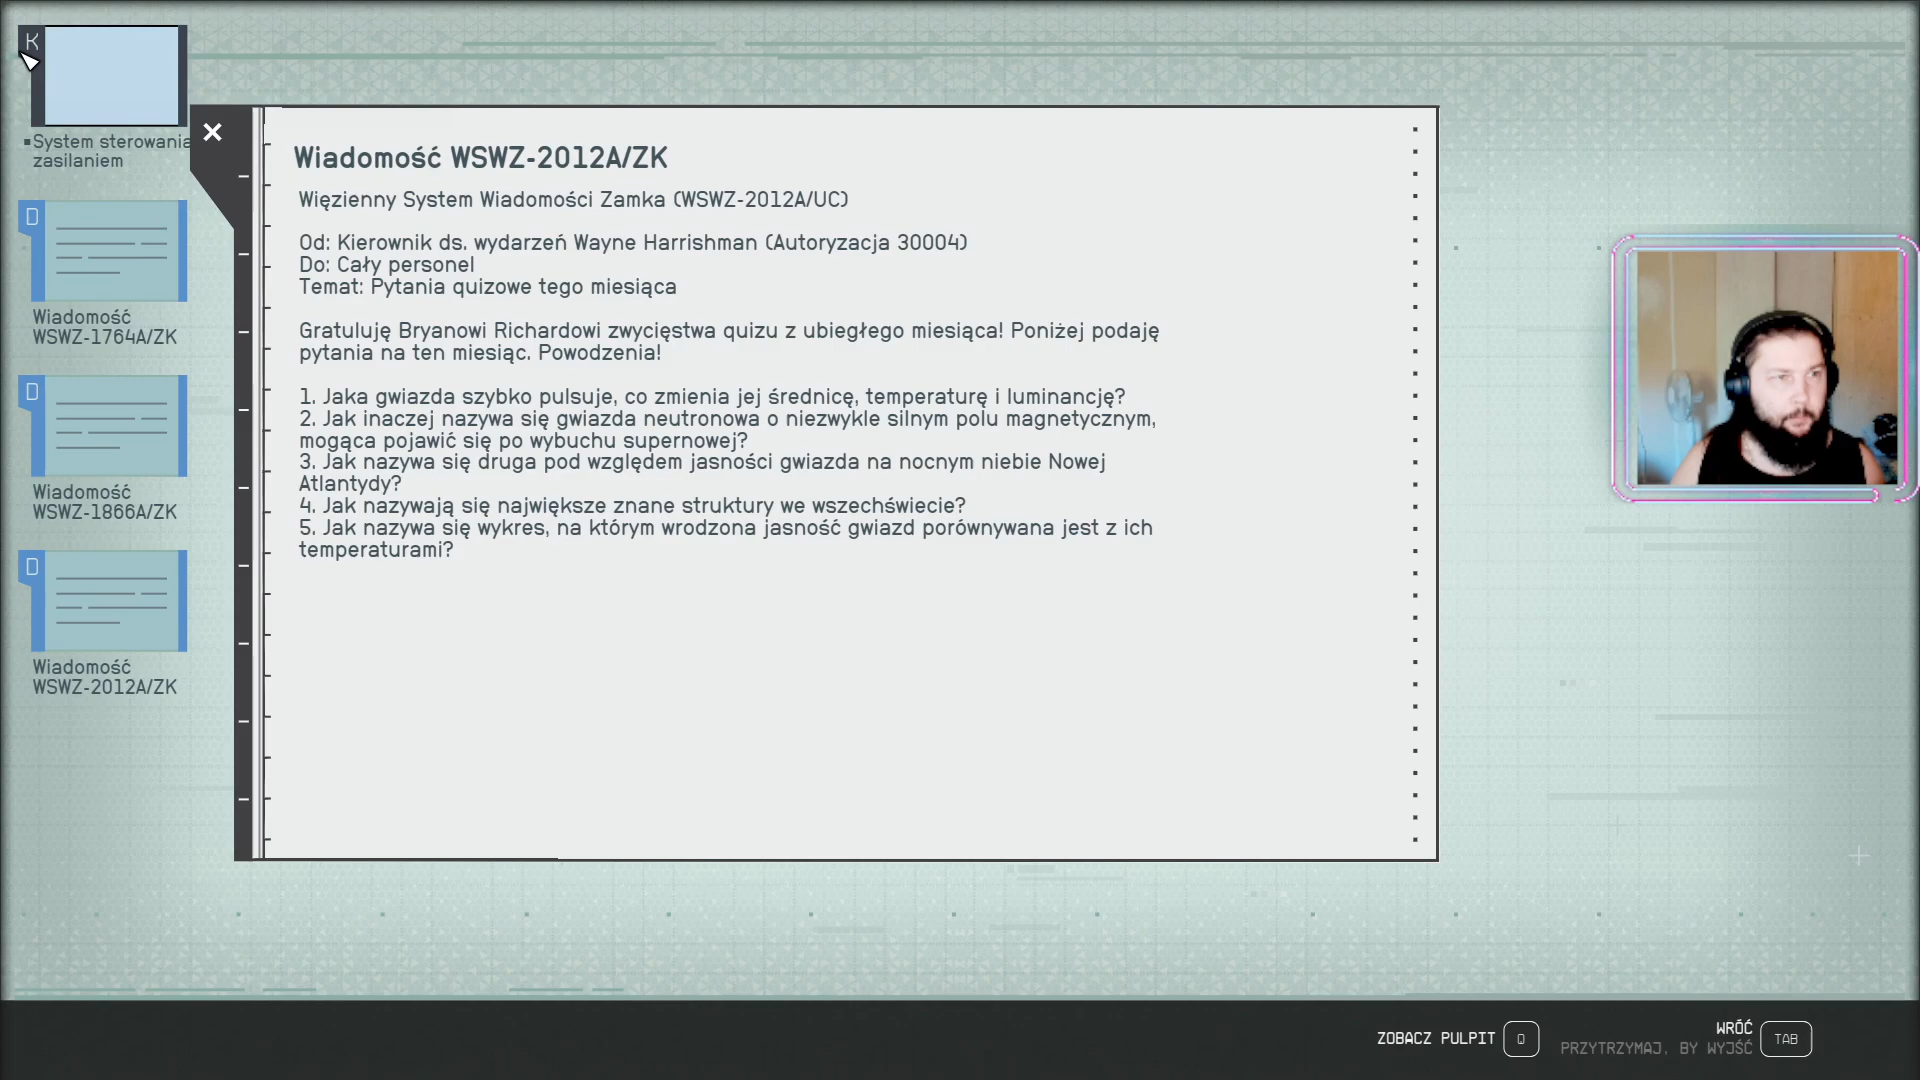 K
System sterowania
zasilaniem
D
Wiadomość
WSWZ-1764A/ZK
D
Wiadomość
WSWZ-1866A/ZK
D
Wiadomość
WSWZ-2012A/ZK
Wiadomość WSWZ-2012A/ZK
Więzienny System Wiadomości Zamka (WSWZ-2012A/UC)
Od: Kierownik ds. wydarzeń Wayne Harrishman (Autoryzacja 30004)
Do: Cały personel
Temat: Pytania quizowe tego miesiąca
Gratuluję Bryanowi Richardowi zwycięstwa quizu z ubiegłego miesiąca! Poniżej podaję
pytania na ten miesiąc. Powodzenia!
1. Jaka gwiazda szybko pulsuje, co zmienia jej średnicę, temperaturę i luminancję?
2. Jak inaczej nazywa się gwiazda neutronowa o niezwykle silnym polu magnetycznym,
mogąca pojawić się po wybuchu supernowej?
3. Jak nazywa się druga pod względem jasności gwiazda na nocnym niebie Nowej
Atlantydy?
4. Jak nazywają się największe znane struktury we wszechświecie?
5. Jak nazywa się wykres, na którym wrodzona jasność gwiazd porównywana jest z ich
temperaturami?
ZOBACZ PULPIT Q
WRÓĆ
PRZYTRZYMAJ, BY WYJŚĆ
TAB